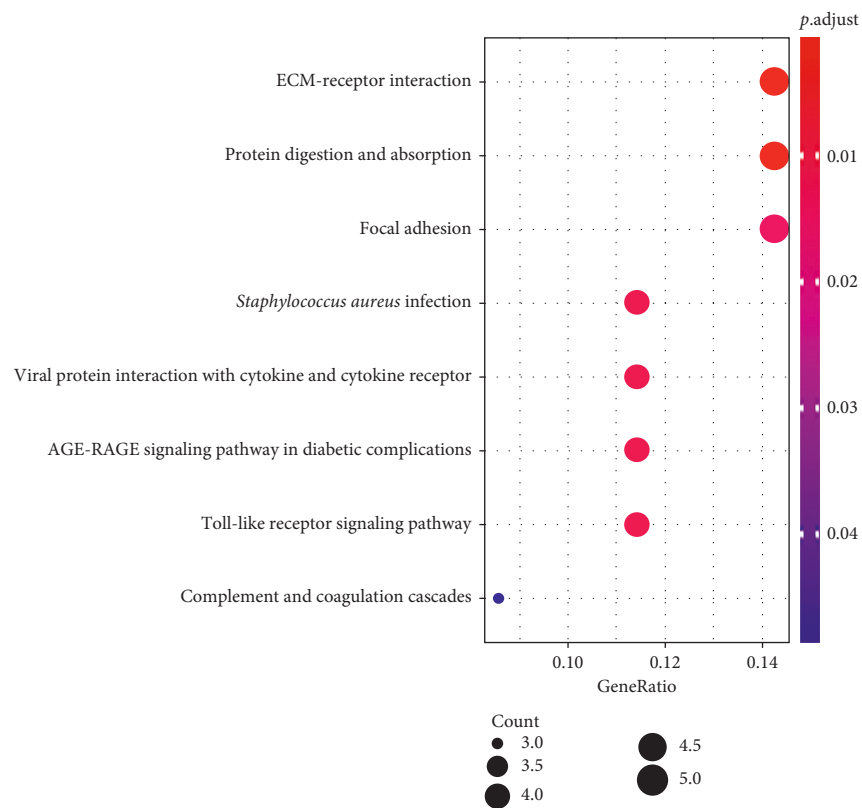 p.adjust
ECM-receptor interaction
Protein digestion and absorption
Focal adhesion
Staphylococcus aureus infection
Viral protein interaction with cytokine and cytokine receptor
AGE-RAGE signaling pathway in diabetic complications
Toll-like receptor signaling pathway
Complement and coagulation cascades
0.01
0.02
0.03
0.04
0.10 0.12 0.14
GeneRatio
Count
3.0 4.5
3.5 5.0
4.0